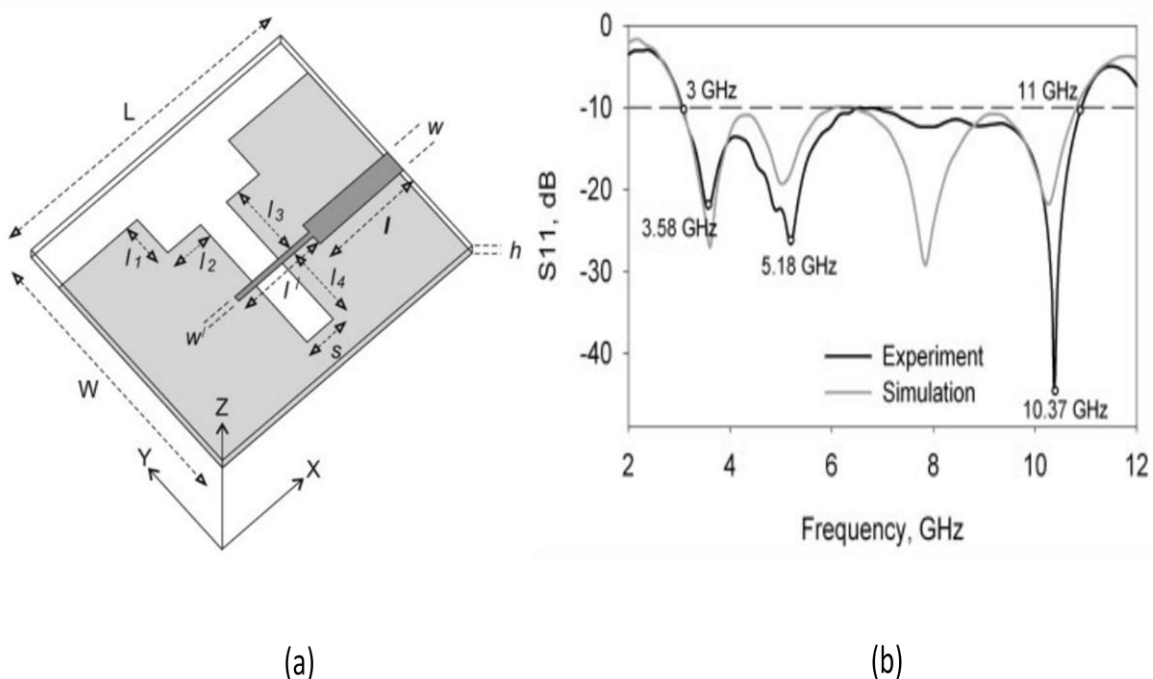 L
w
l3
l
l1
l2
l'
l4
h
w'
s
W
Z
Y
X
(a)
0
-10
-20
-30
-40
S11, dB
3 GHz
11 GHz
3.58 GHz
5.18 GHz
Experiment
Simulation
10.37 GHz
2 4 6 8 10 12
Frequency, GHz
(b)